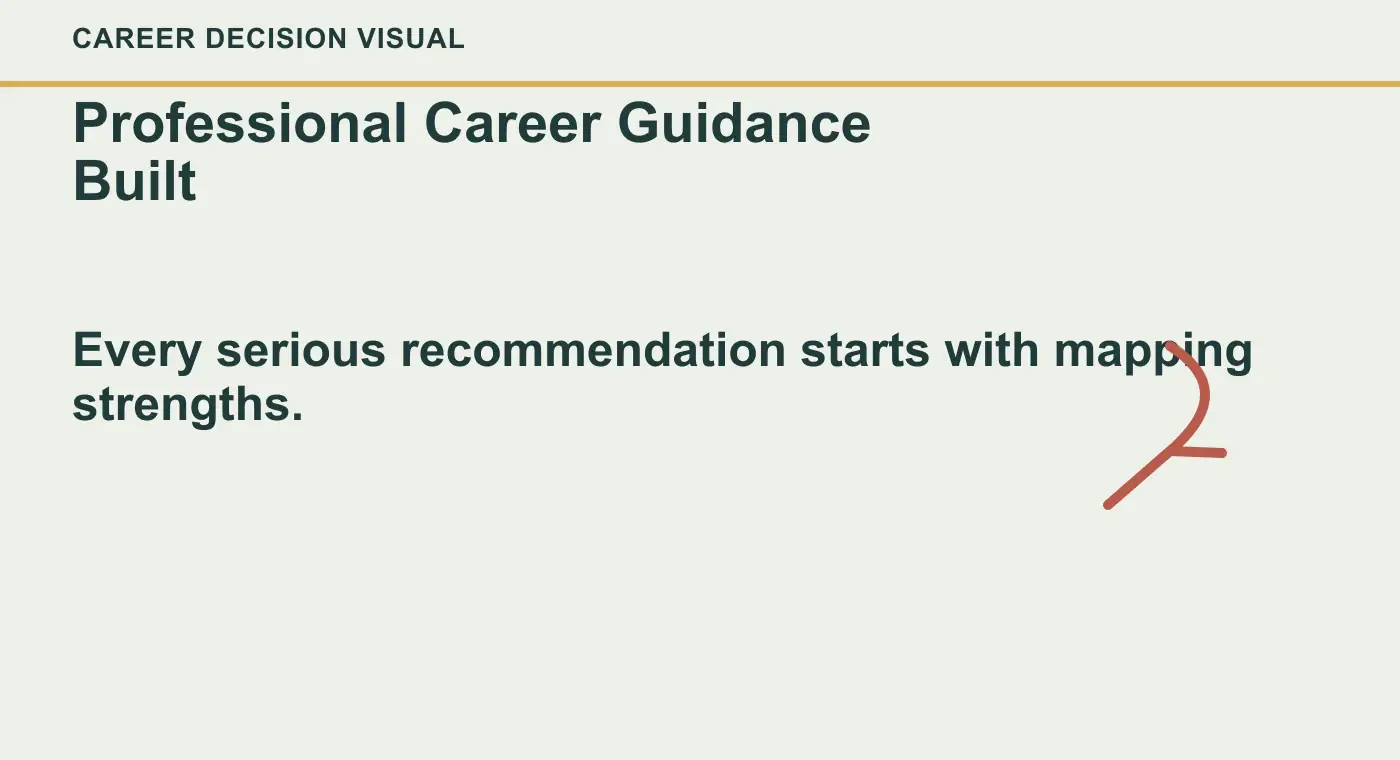 CAREER DECISION VISUAL
Professional Career Guidance
Built
Every serious recommendation starts with mapping
strengths.